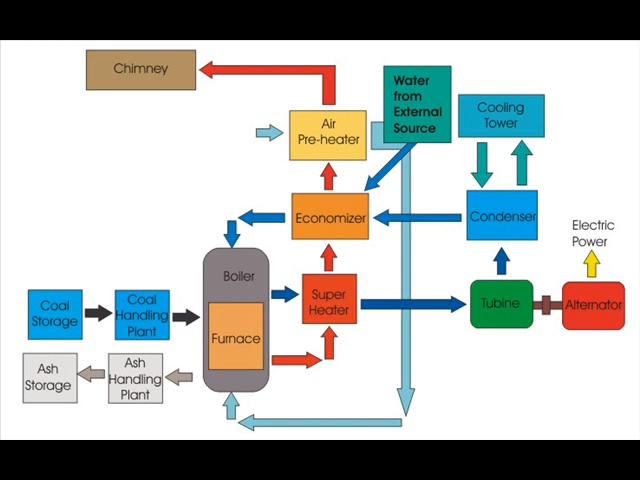 Chimney
Water
from
External
Source
Cooling
Tower
Air
Pre-heater
Economizer
Condenser
Electric
Power
Boiler
Super
Heater
Tubine
Alternator
Coal
Storage
Coal
Handling
Plant
Furnace
Ash
Storage
Ash
Handling
Plant